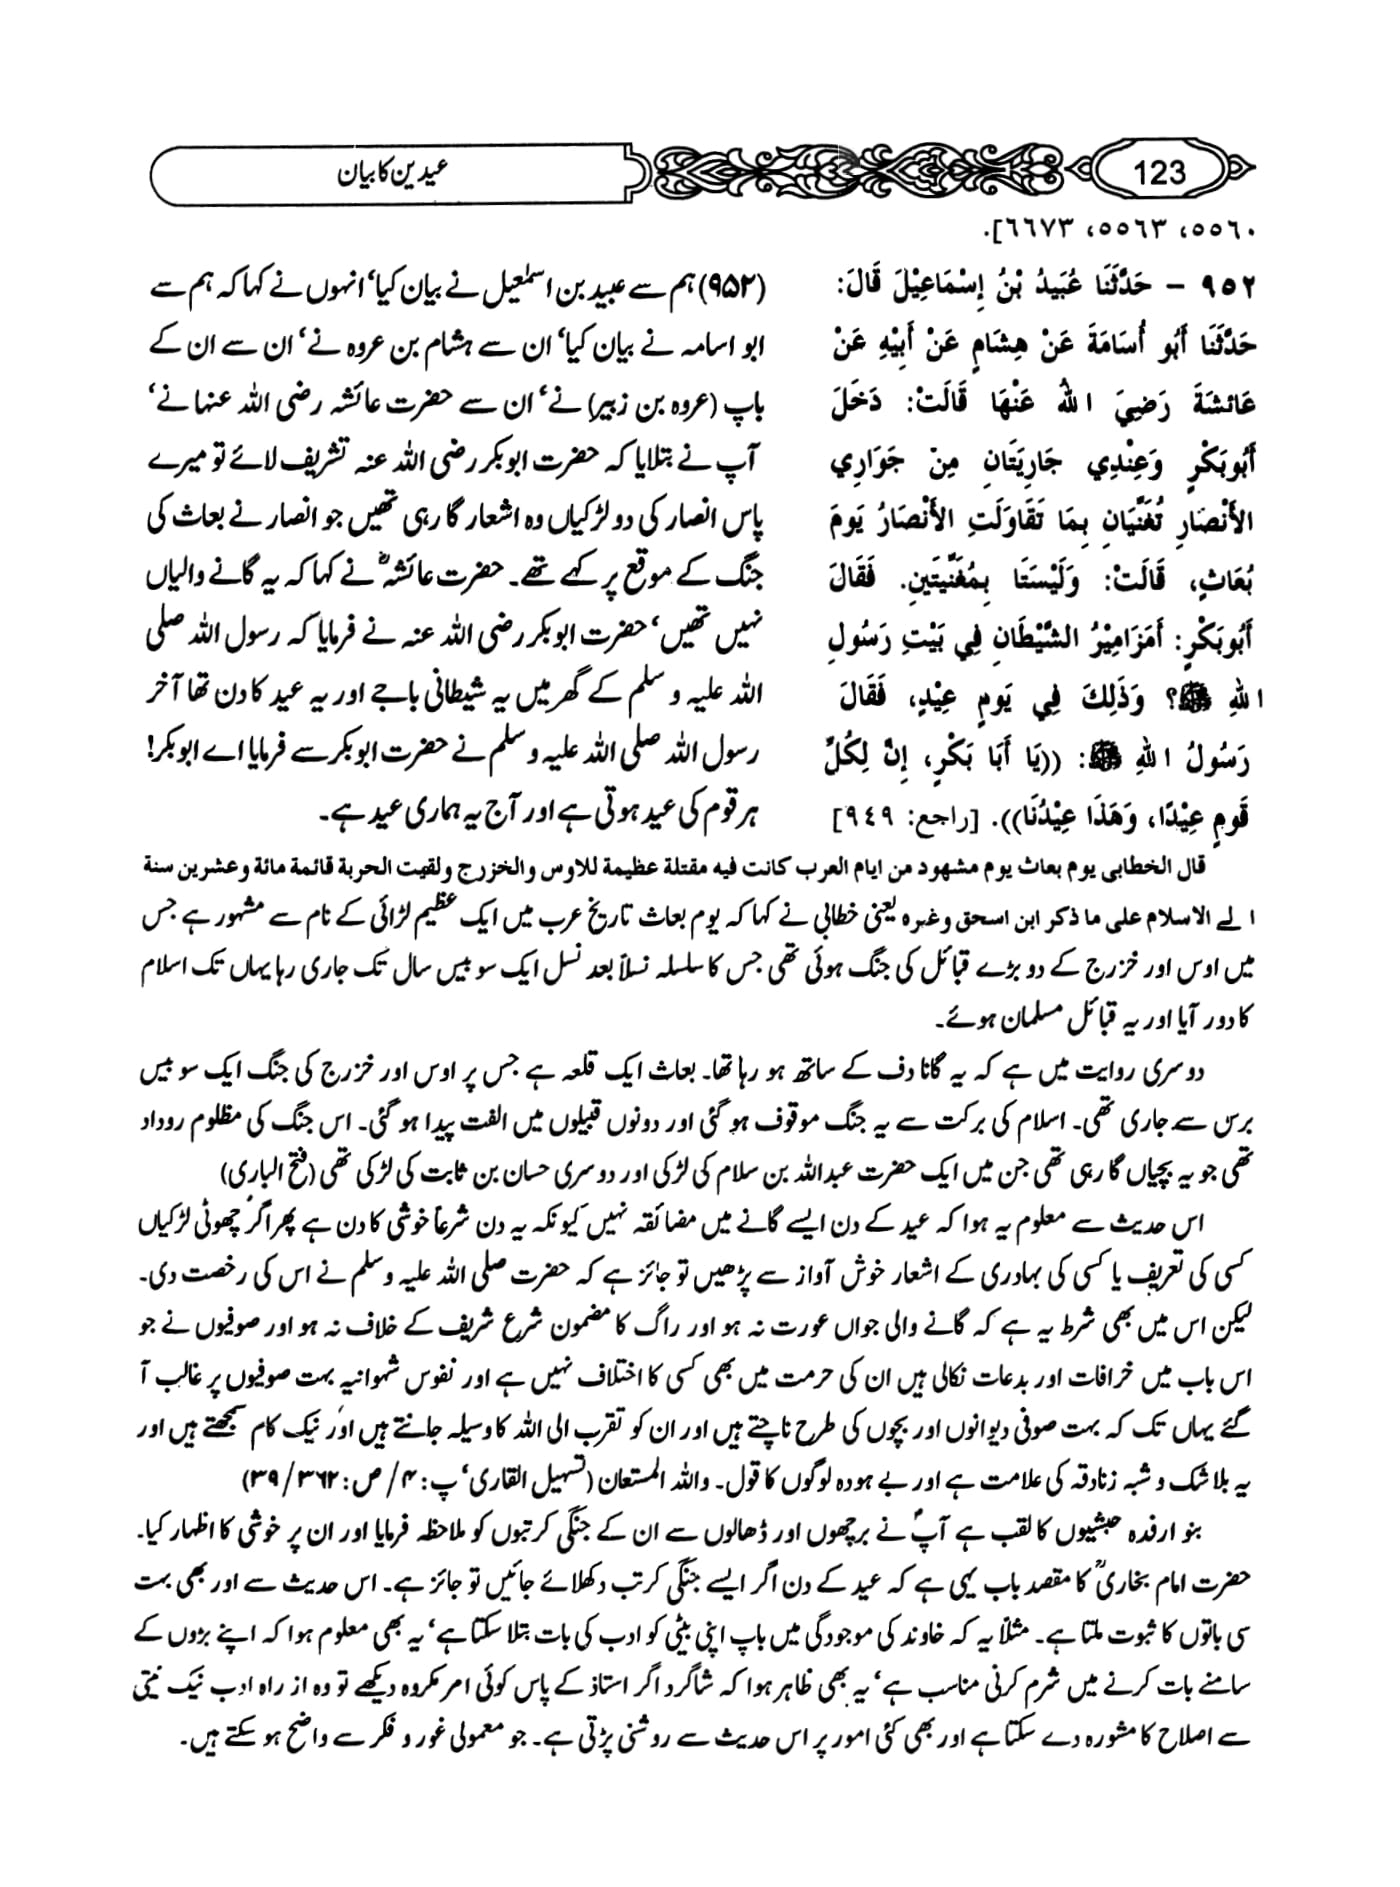 123
عیدین کا بیان
٥٥٦٠، ٥٥٦٣، ٦٦٧٣].
٩٥٢ – حَدَّثَنَا عُبَيدُ بْنُ إِسْمَاعِيْلَ قَالَ:
حَدَّثَنَا أَبُو أُسَامَةَ عَنْ هِشَامٍ عَنْ أَبِيْهِ عَنْ
عَائشَةَ رَضِيَ اللهُ عَنْهَا قَالَتْ: دَخَلَ
أَبُوبَكْرٍ وَعِنْدِي جَارِيَتَانِ مِنْ جَوَارِي
الأَنْصَارِ تُغَنِّيَانِ بِمَا تَقَاوَلَتِ الأَنْصَارُ يَومَ
بُعَاثٍ، قَالَتْ: وَلَيْسَتَا بِمُغَنِّيَتَينِ. فَقَالَ
أَبُوبَكْرٍ: أَمَزَامِيْرُ الشَّيْطَانِ فِي بَيْتِ رَسُولِ
اللهِ ﷺ؟ وَذَلِكَ فِي يَومِ عِيْدٍ، فَقَالَ
رَسُولُ اللهِ ﷺ: ((يَا أَبَا بَكْرٍ، إِنَّ لِكُلِّ
قَومٍ عِيْدًا، وَهَذَا عِيْدُنَا)). [راجع: ٩٤٩]
(۹۵۲) ہم سے عبید بن اسمٰعیل نے بیان کیا‘ انہوں نے کہا کہ ہم سے
ابو اسامہ نے بیان کیا‘ ان سے ہشام بن عروہ نے‘ ان سے ان کے
باپ (عروہ بن زبیر) نے‘ ان سے حضرت عائشہ رضی اللہ عنہا نے‘
آپ نے بتلایا کہ حضرت ابوبکر رضی اللہ عنہ تشریف لائے تو میرے
پاس انصار کی دو لڑکیاں وہ اشعار گا رہی تھیں جو انصار نے بعاث کی
جنگ کے موقع پر کہے تھے۔ حضرت عائشہؓ نے کہا کہ یہ گانے والیاں
نہیں تھیں‘ حضرت ابوبکر رضی اللہ عنہ نے فرمایا کہ رسول اللہ صلی
اللہ علیہ و سلم کے گھر میں یہ شیطانی باجے اور یہ عید کا دن تھا آخر
رسول اللہ صلی اللہ علیہ و سلم نے حضرت ابوبکر سے فرمایا اے ابوبکر!
ہر قوم کی عید ہوتی ہے اور آج یہ ہماری عید ہے۔
قال الخطابی یوم بعاث یوم مشهود من ایام العرب كانت فيه مقتلة عظيمة للاوس والخزرج ولقيت الحربة قائمة مائة وعشرين سنة
الے الاسلام علی ما ذکر ابن اسحق وغیره یعنی خطابی نے کہا کہ یوم بعاث تاریخ عرب میں ایک عظیم لڑائی کے نام سے مشہور ہے جس
میں اوس اور خزرج کے دو بڑے قبائل کی جنگ ہوئی تھی جس کا سلسلہ نسلاً بعد نسل ایک سو بیس سال تک جاری رہا یہاں تک اسلام
کا دور آیا اور یہ قبائل مسلمان ہوئے۔
دوسری روایت میں ہے کہ یہ گانا دف کے ساتھ ہو رہا تھا۔ بعاث ایک قلعہ ہے جس پر اوس اور خزرج کی جنگ ایک سو بیس
برس سے جاری تھی۔ اسلام کی برکت سے یہ جنگ موقوف ہو گئی اور دونوں قبیلوں میں الفت پیدا ہو گئی۔ اس جنگ کی مظلوم روداد
تھی جو یہ بچیاں گا رہی تھی جن میں ایک حضرت عبداللہ بن سلام کی لڑکی اور دوسری حسان بن ثابت کی لڑکی تھی (فتح الباری)
اس حدیث سے معلوم یہ ہوا کہ عید کے دن ایسے گانے میں مضائقہ نہیں کیونکہ یہ دن شرعاً خوشی کا دن ہے پھر اگر چھوٹی لڑکیاں
کسی کی تعریف یا کسی کی بہادری کے اشعار خوش آواز سے پڑھیں تو جائز ہے کہ حضرت صلی اللہ علیہ وسلم نے اس کی رخصت دی۔
لیکن اس میں بھی شرط یہ ہے کہ گانے والی جواں عورت نہ ہو اور راگ کا مضمون شرع شریف کے خلاف نہ ہو اور صوفیوں نے جو
اس باب میں خرافات اور بدعات نکالی ہیں ان کی حرمت میں بھی کسی کا اختلاف نہیں ہے اور نفوس شہوانیہ بہت صوفیوں پر غالب آ
گئے یہاں تک کہ بہت صوفی دیوانوں اور بچوں کی طرح ناچتے ہیں اور ان کو تقرب الی اللہ کا وسیلہ جانتے ہیں اور نیک کام سمجھتے ہیں اور
یہ بلاشک و شبہ زنادقہ کی علامت ہے اور بے ہودہ لوگوں کا قول۔ واللہ المستعان (تسہیل القاری‘ پ: ۴/ ص: ۳۶۲/ ۳۹)
بنو ارفدہ حبشیوں کا لقب ہے آپؐ نے برچھوں اور ڈھالوں سے ان کے جنگی کرتبوں کو ملاحظہ فرمایا اور ان پر خوشی کا اظہار کیا۔
حضرت امام بخاریؒ کا مقصد باب یہی ہے کہ عید کے دن اگر ایسے جنگی کرتب دکھلائے جائیں تو جائز ہے۔ اس حدیث سے اور بھی بہت
سی باتوں کا ثبوت ملتا ہے۔ مثلاً یہ کہ خاوند کی موجودگی میں باپ اپنی بیٹی کو ادب کی بات بتلا سکتا ہے‘ یہ بھی معلوم ہوا کہ اپنے بڑوں کے
سامنے بات کرنے میں شرم کرنی مناسب ہے‘ یہ بھی ظاہر ہوا کہ شاگرد اگر استاذ کے پاس کوئی امر مکروہ دیکھے تو وہ از راہ ادب نیک نیتی
سے اصلاح کا مشورہ دے سکتا ہے اور بھی کئی امور پر اس حدیث سے روشنی پڑتی ہے۔ جو معمولی غور و فکر سے واضح ہو سکتے ہیں۔